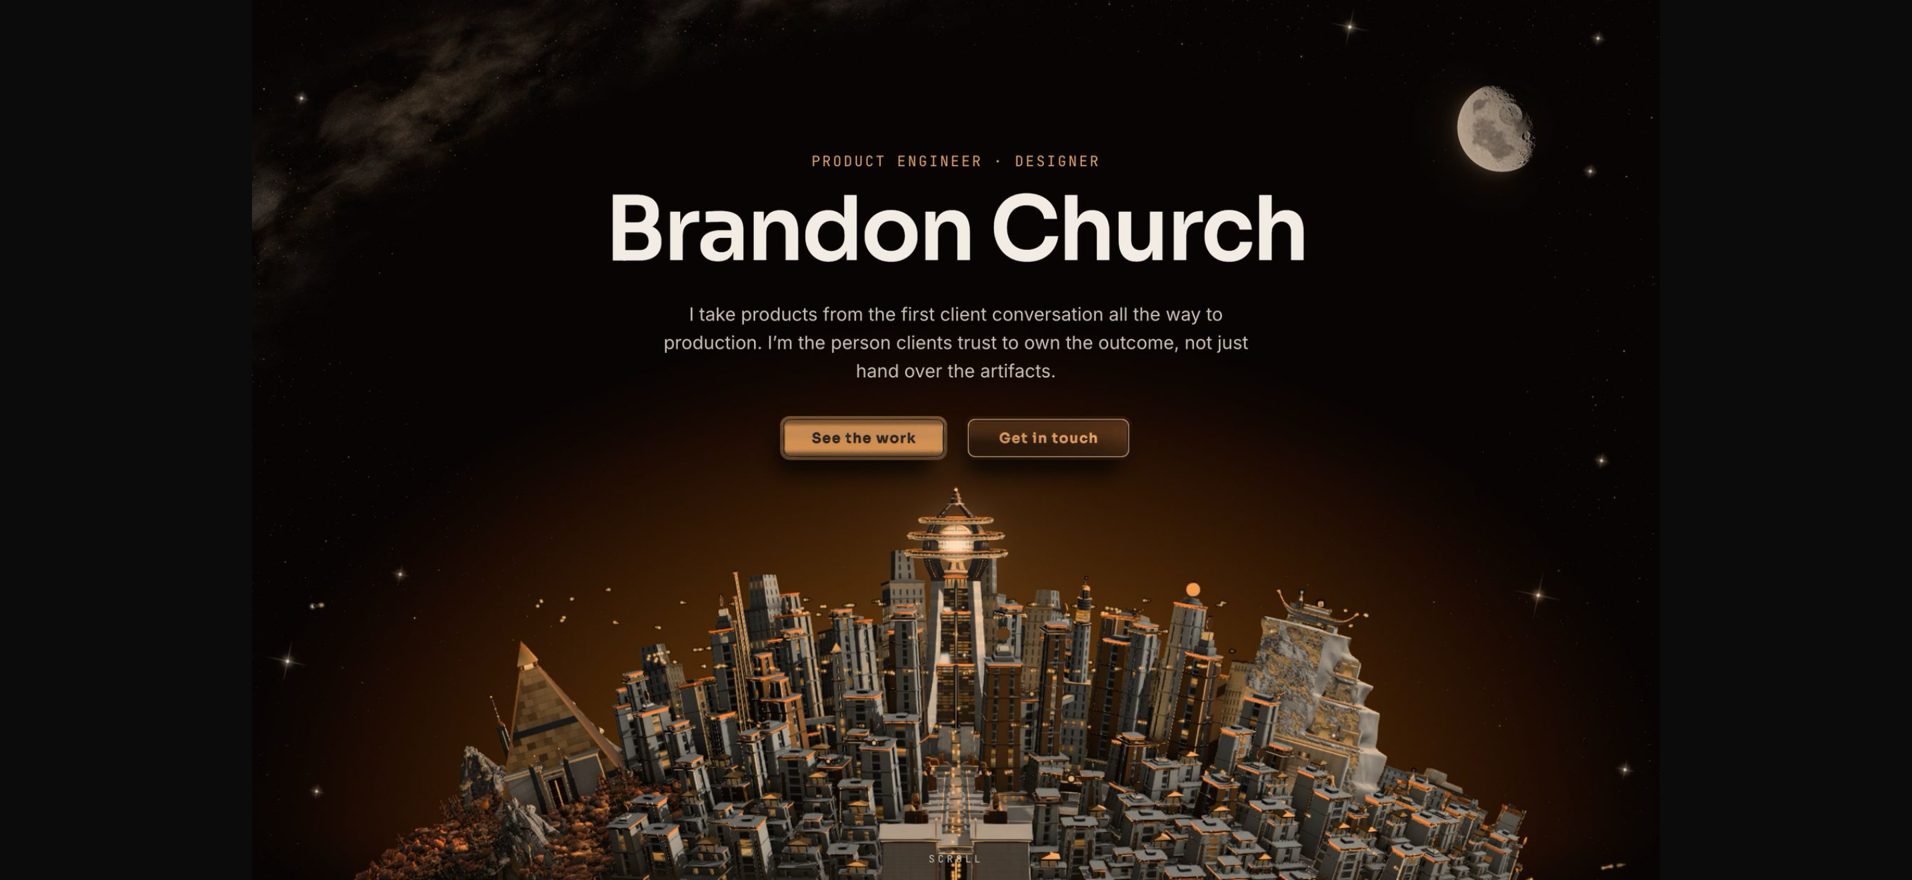 PRODUCT ENGINEER · DESIGNER
Brandon Church
I take products from the first client conversation all the way to
production. I’m the person clients trust to own the outcome, not just
hand over the artifacts.
See the work
Get in touch
SCROLL